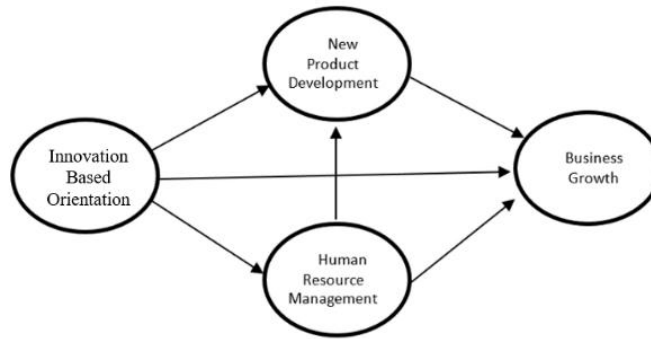 New
Product
Development
Innovation
Based
Orientation
Business
Growth
Human
Resource
Management